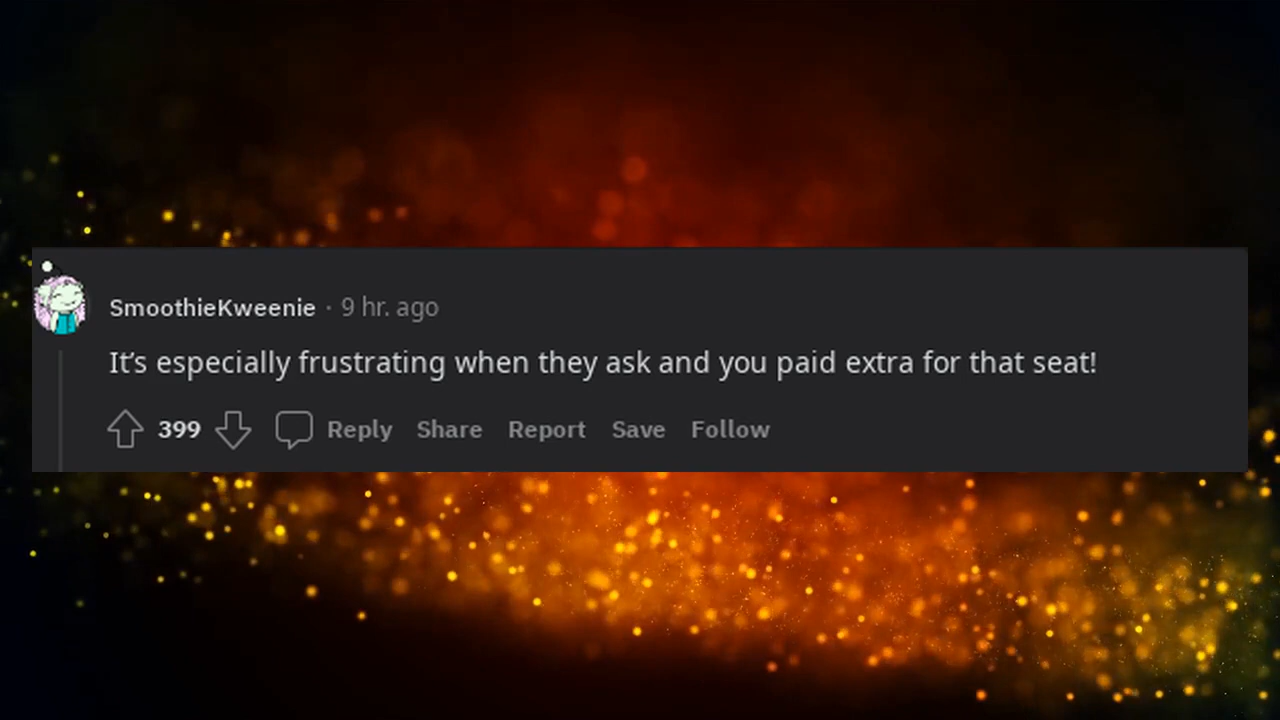 SmoothieKweenie · 9 hr. ago
It’s especially frustrating when they ask and you paid extra for that seat!
399 Reply Share Report Save Follow